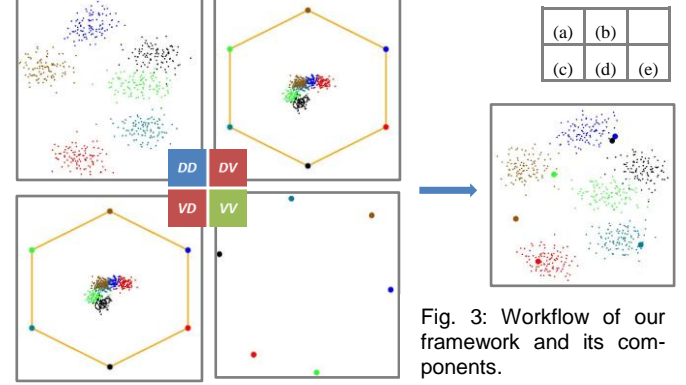 (a) (b)
(c) (d) (e)
DD DV
VD VV
Fig. 3: Workflow of our
framework and its com-
ponents.